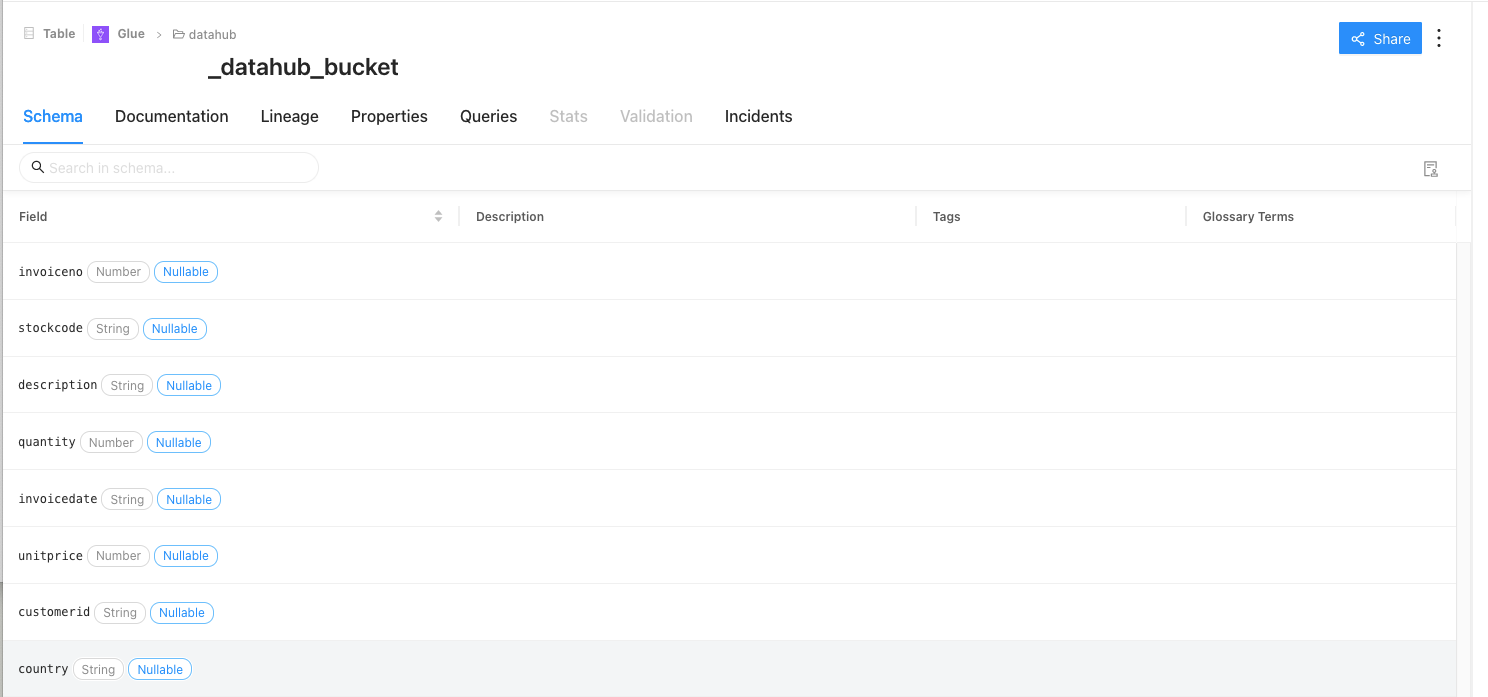 Table Glue > datahub
Share
_datahub_bucket
Schema Documentation Lineage Properties Queries Stats Validation Incidents
Search in schema...
Field Description Tags Glossary Terms
invoiceno Number Nullable
stockcode String Nullable
description String Nullable
quantity Number Nullable
invoicedate String Nullable
unitprice Number Nullable
customerid String Nullable
country String Nullable